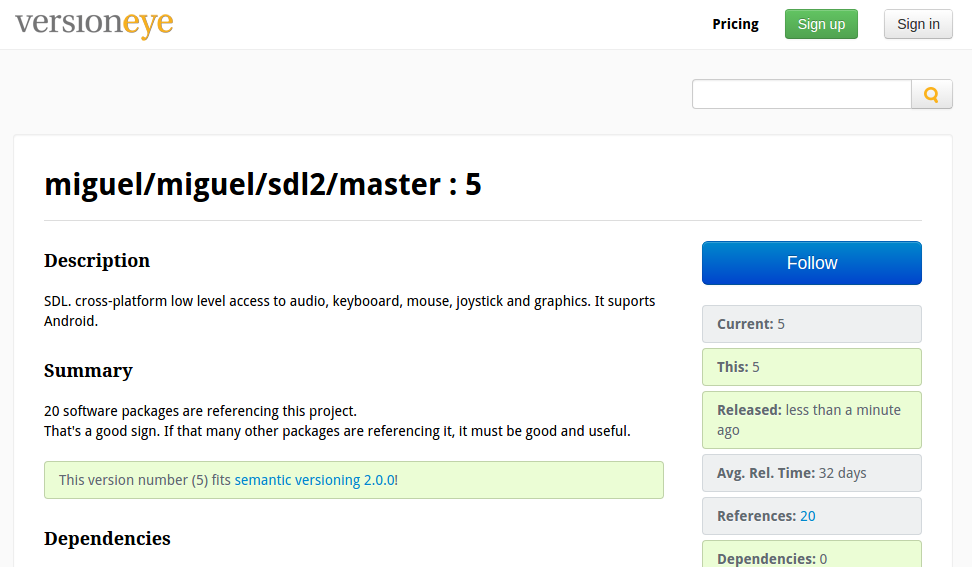 versioneye
Pricing
Sign up
Sign in
miguel/miguel/sdl2/master : 5
Description
SDL. cross-platform low level access to audio, keybooard, mouse, joystick and graphics. It suports
Android.
Summary
20 software packages are referencing this project.
That's a good sign. If that many other packages are referencing it, it must be good and useful.
This version number (5) fits semantic versioning 2.0.0!
Dependencies
Follow
Current: 5
This: 5
Released: less than a minute
ago
Avg. Rel. Time: 32 days
References: 20
Dependencies: 0